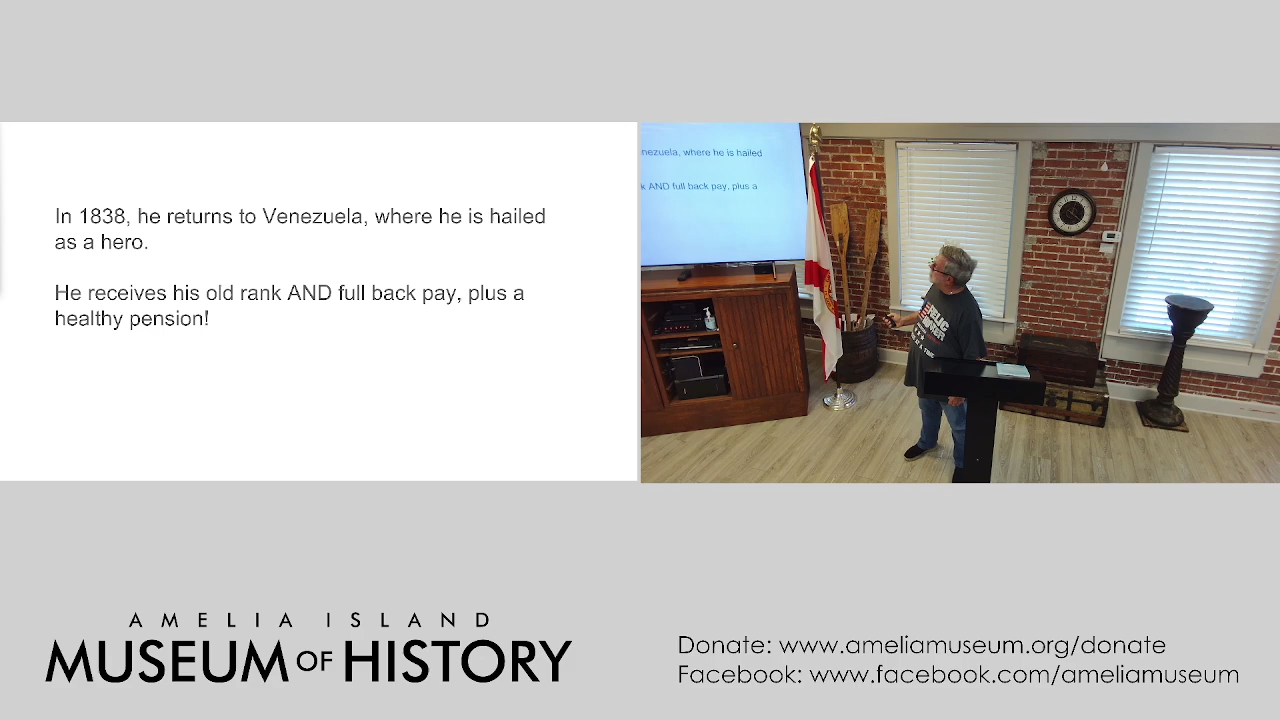 In 1838, he returns to Venezuela, where he is hailed
as a hero.
He receives his old rank AND full back pay, plus a
healthy pension!
nezuela, where he is hailed
k AND full back pay, plus a
AMELIA ISLAND
MUSEUM OF HISTORY
Donate: www.ameliamuseum.org/donate
Facebook: www.facebook.com/ameliamuseum